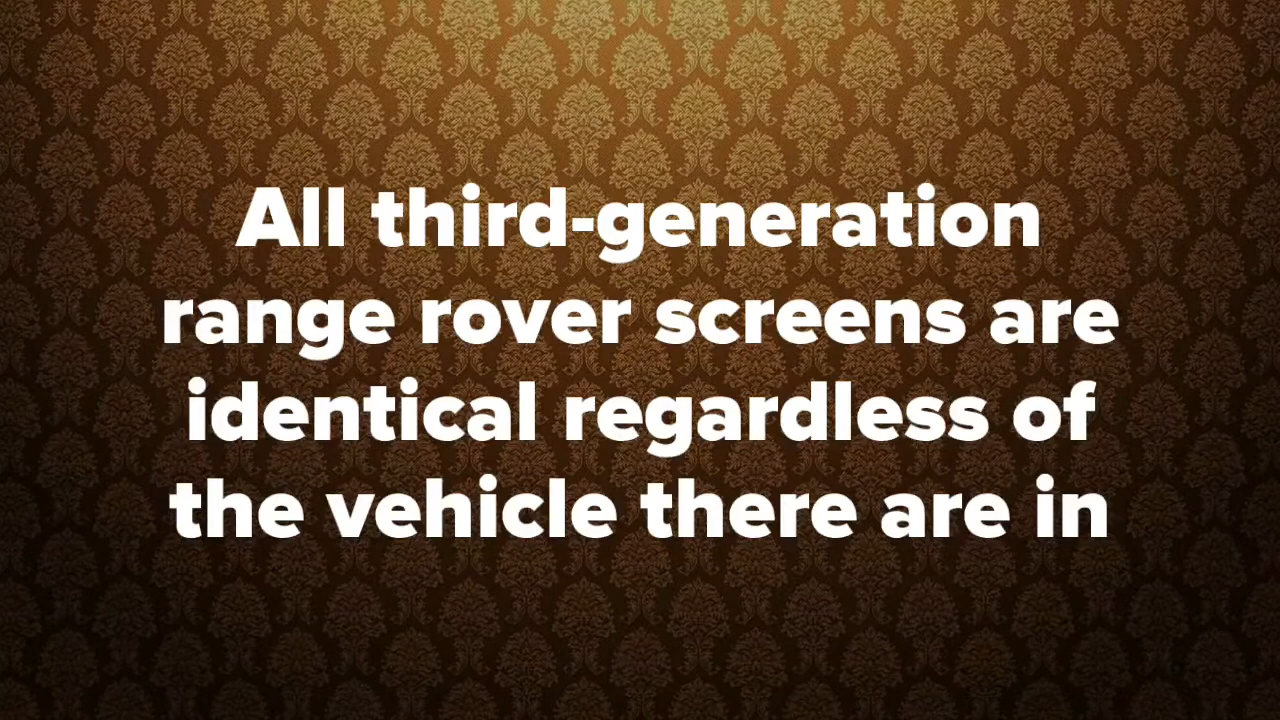 All third-generation
range rover screens are
identical regardless of
the vehicle there are in